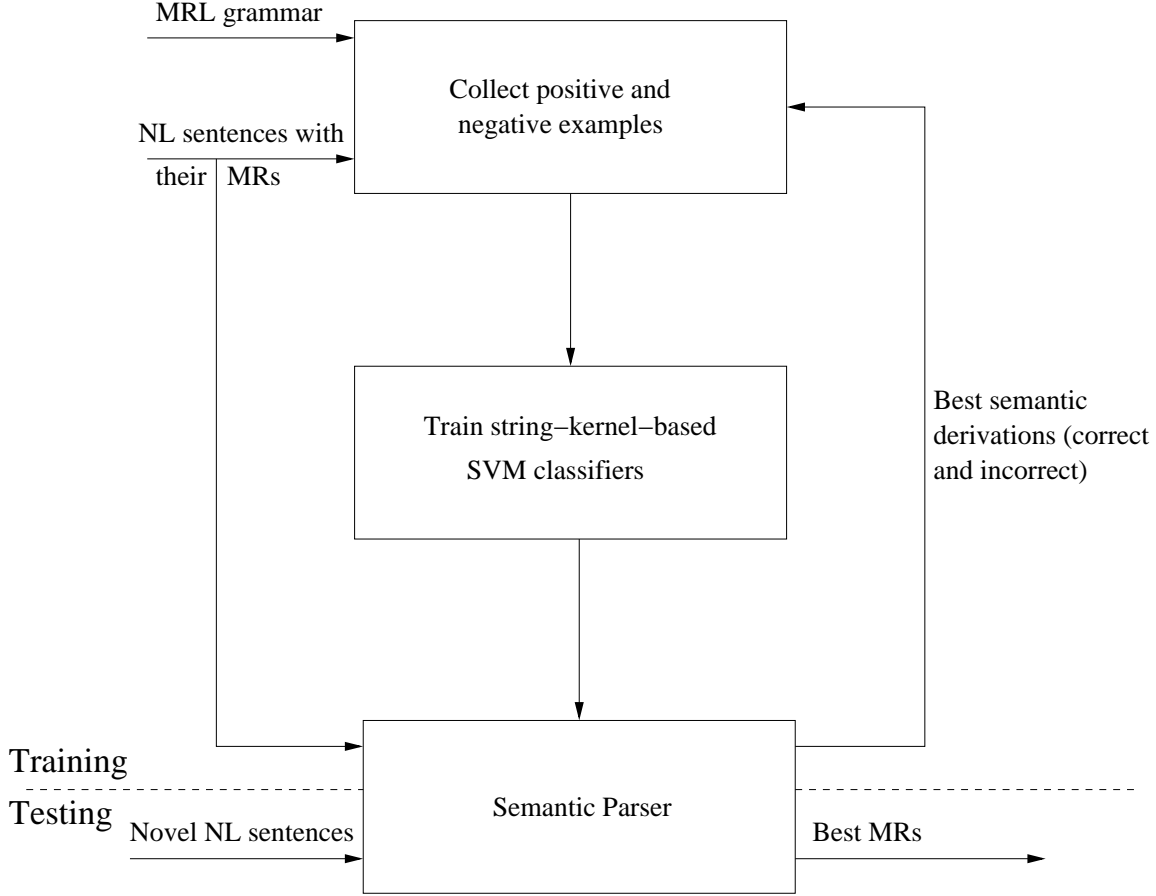 MRL grammar
Collect positive and
negative examples
NL sentences with
their MRs
Train string−kernel−based
SVM classifiers
Best semantic
derivations (correct
and incorrect)
Training
Testing
Semantic Parser
Novel NL sentences
Best MRs